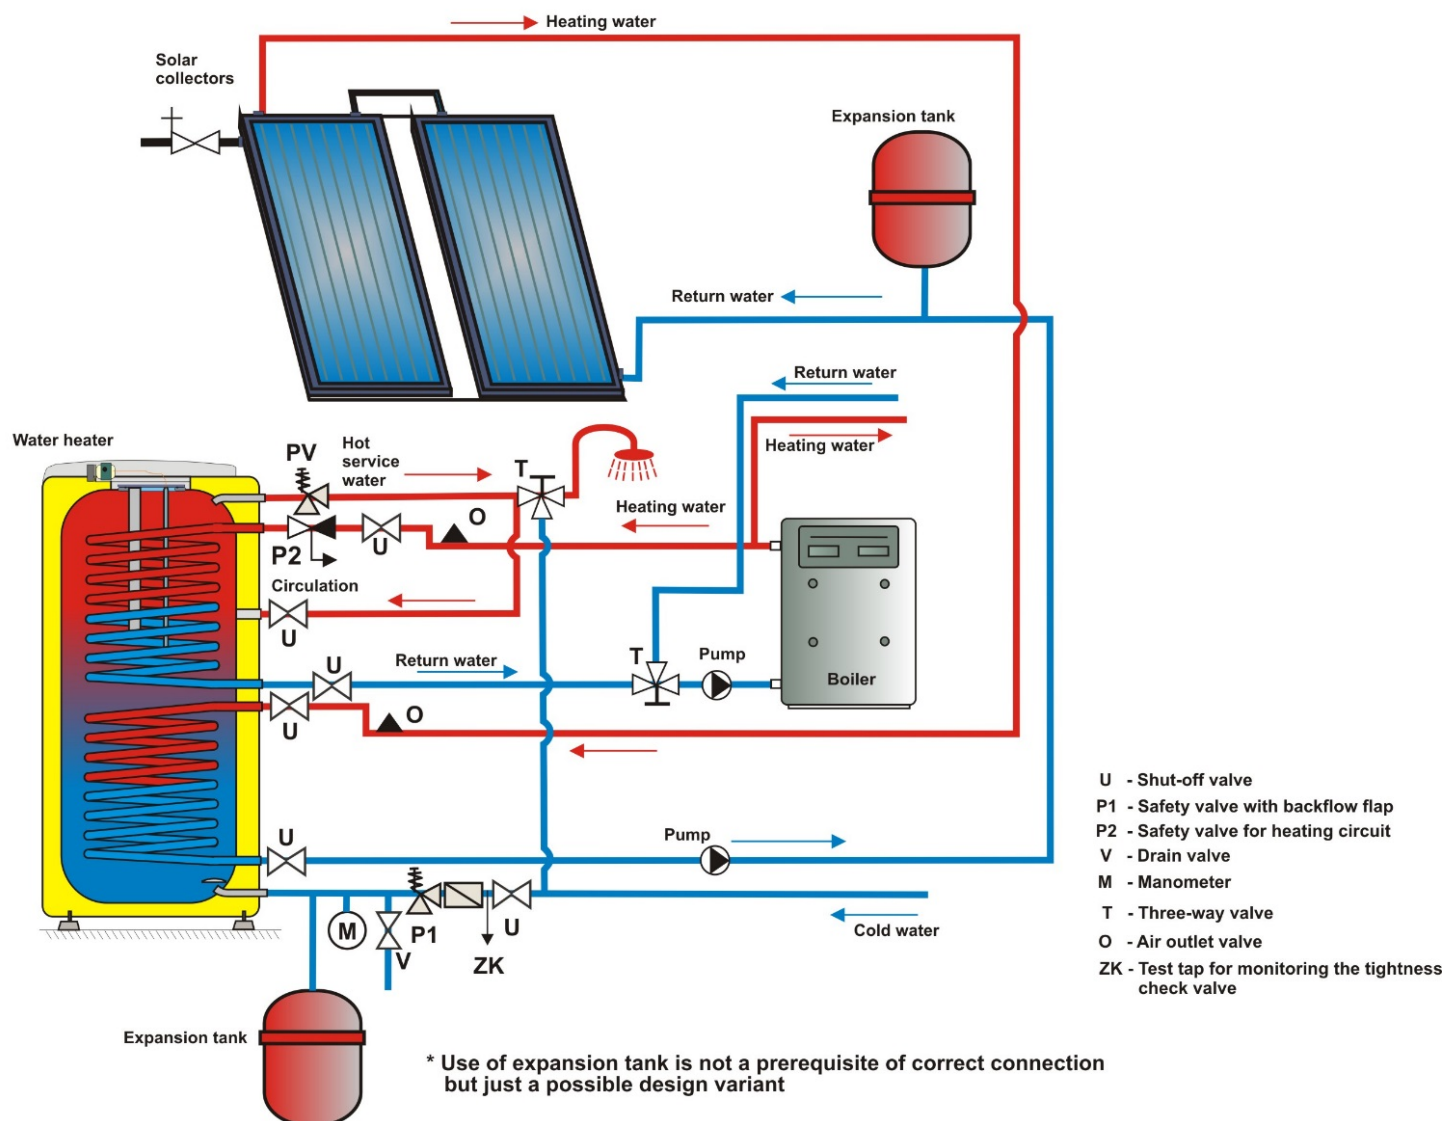 Heating water
Solar
collectors
Expansion tank
Return water
Return water
Heating water
Water heater
PV
Hot
service
water
T
Heating water
O
P2
U
Circulation
U
Return water
U
T
Pump
Boiler
U
O
U
Pump
M
V
P1
ZK
U
Cold water
Expansion tank
U - Shut-off valve
P1 - Safety valve with backflow flap
P2 - Safety valve for heating circuit
V - Drain valve
M - Manometer
T - Three-way valve
O - Air outlet valve
ZK - Test tap for monitoring the tightness
check valve
* Use of expansion tank is not a prerequisite of correct connection
but just a possible design variant